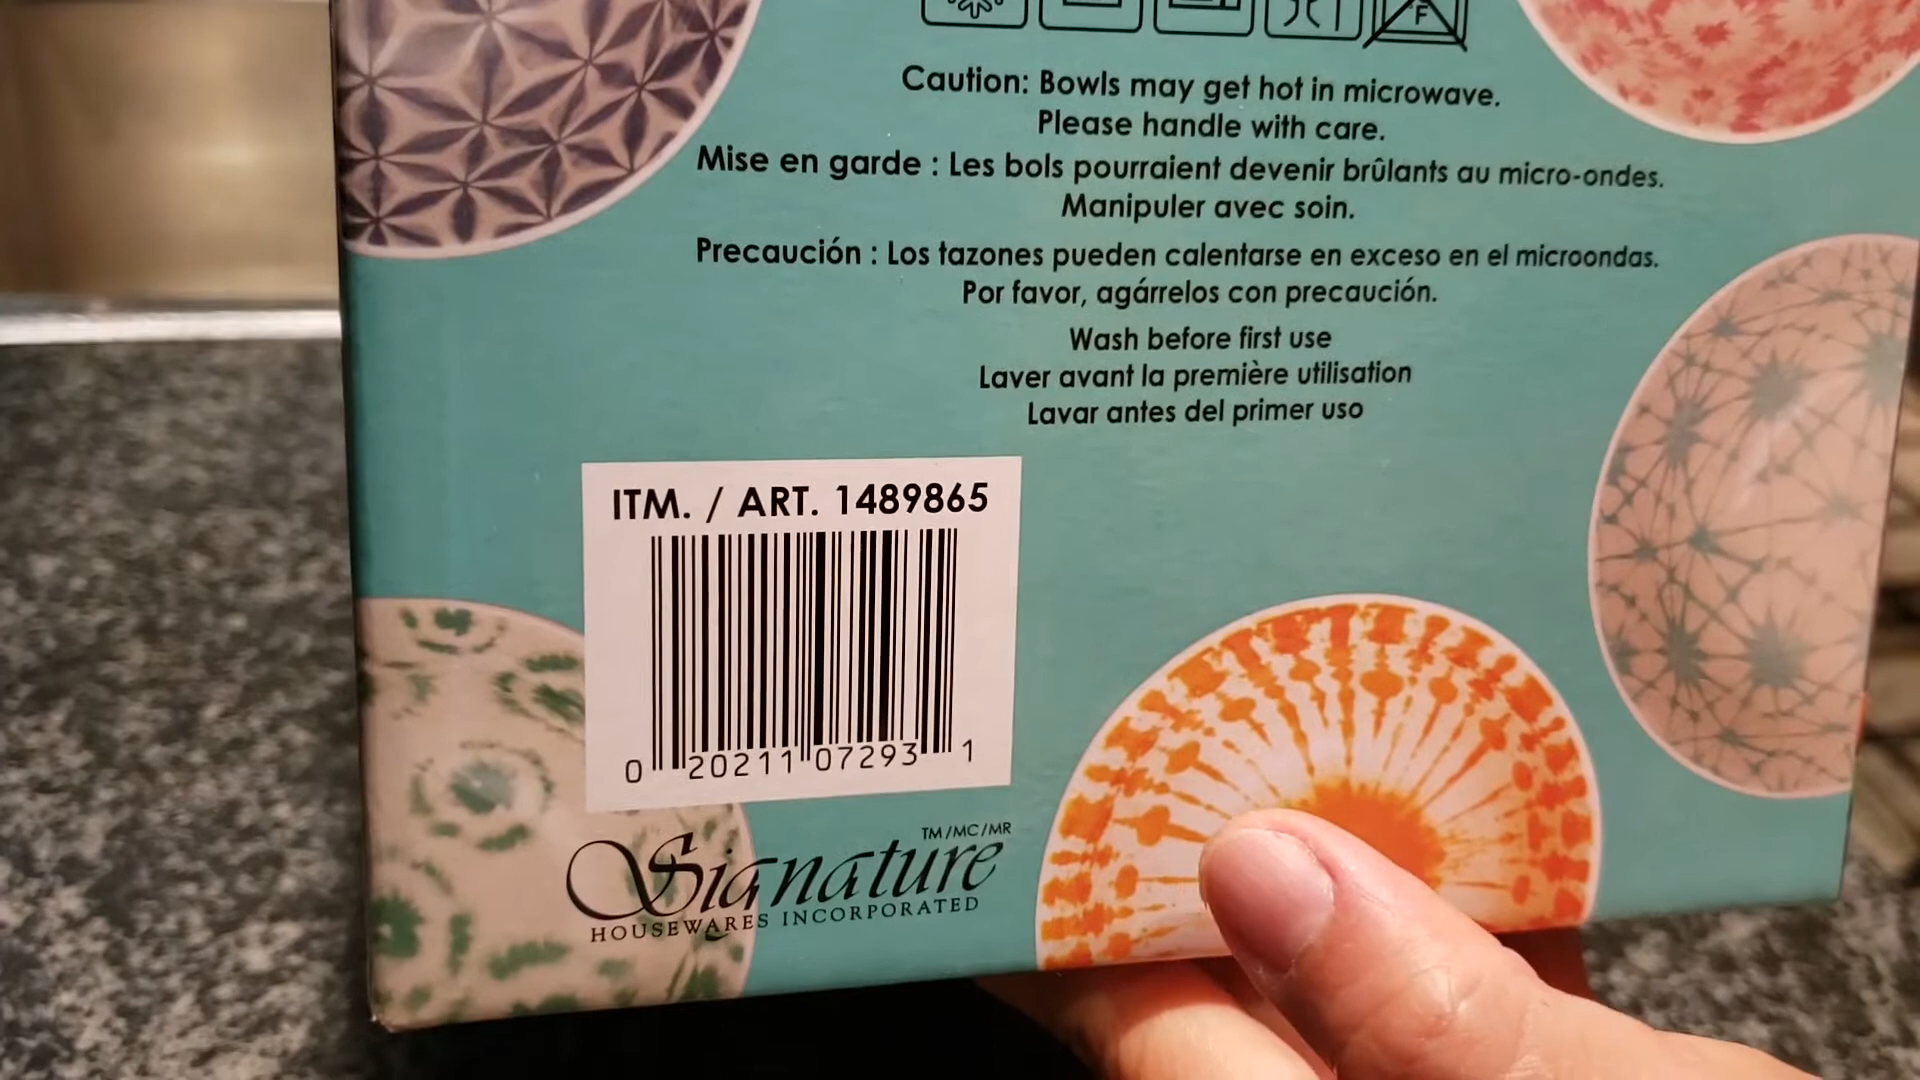 F
Caution: Bowls may get hot in microwave.
Please handle with care.
Mise en garde : Les bols pourraient devenir brûlants au micro-ondes.
Manipuler avec soin.
Precaución : Los tazones pueden calentarse en exceso en el microondas.
Por favor, agárrelos con precaución.
Wash before first use
Laver avant la première utilisation
Lavar antes del primer uso
ITM. / ART. 1489865
0 20211 07293 1
TM/MC/MR
Signature
HOUSEWARES INCORPORATED